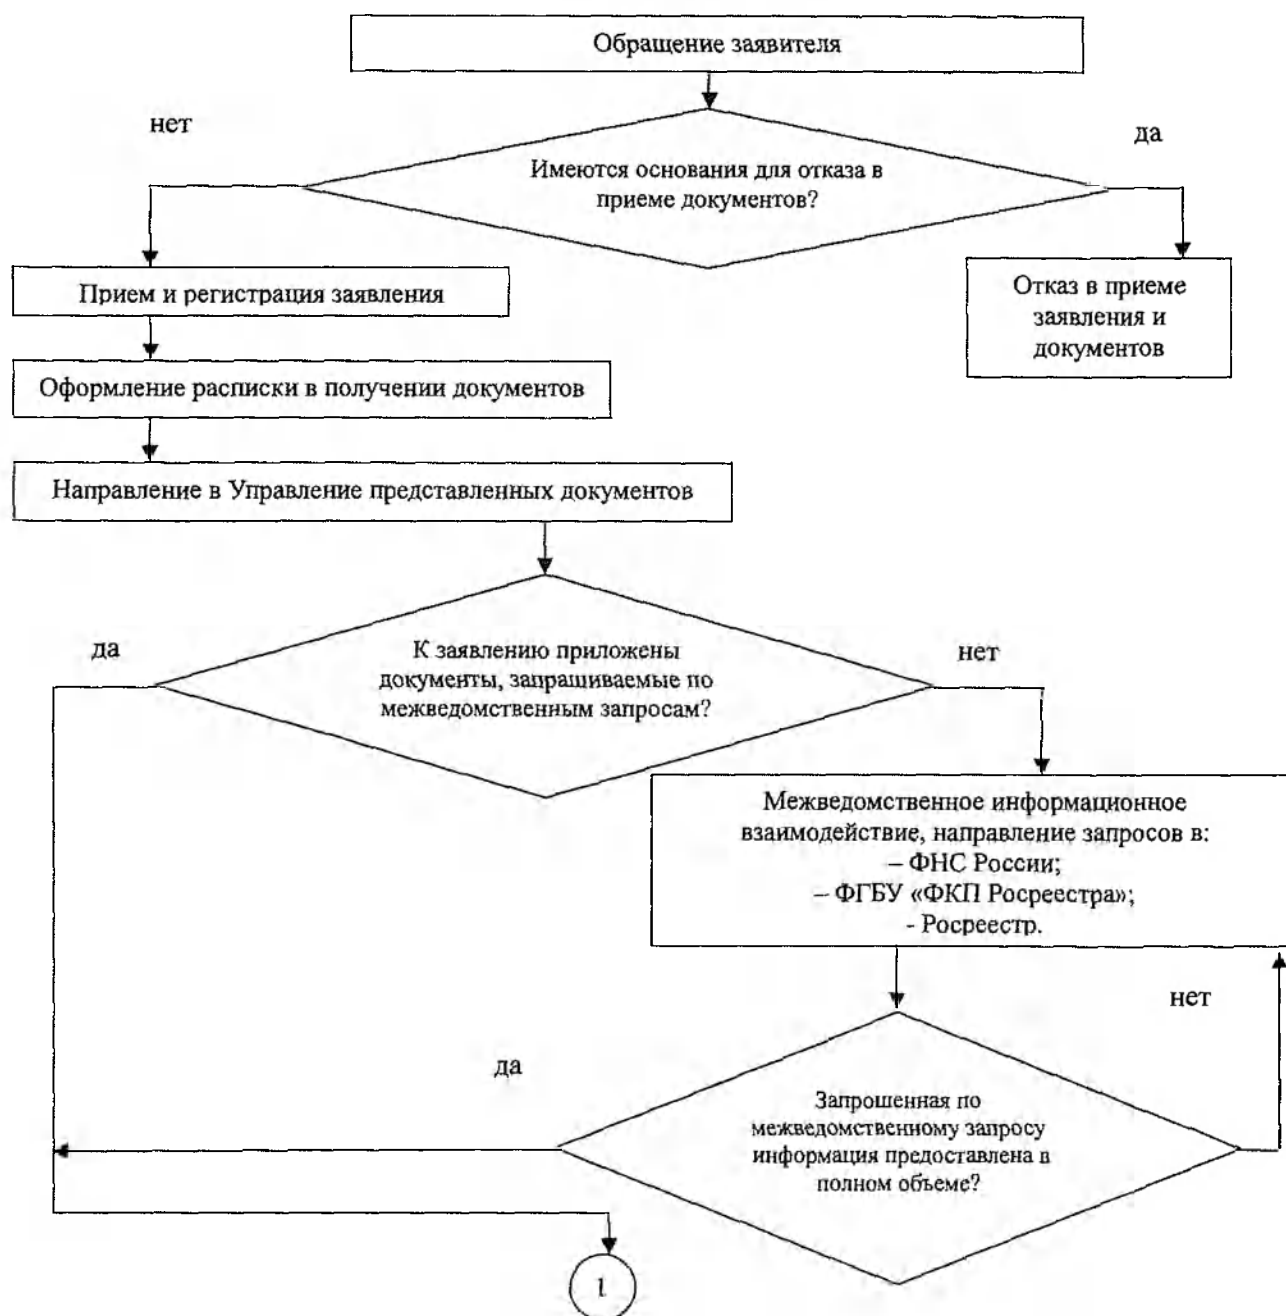 Обращение заявителя
нет
да
Имеются основания для отказа в
приеме документов?
Прием и регистрация заявления
Отказ в приеме
заявления и
документов
Оформление расписки в получении документов
Направление в Управление представленных документов
да
нет
К заявлению приложены
документы, запрашиваемые по
межведомственным запросам?
Межведомственное информационное
взаимодействие, направление запросов в:
– ФНС России;
– ФГБУ «ФКП Росреестра»;
- Росреестр.
нет
да
Запрошенная по
межведомственному запросу
информация предоставлена в
полном объеме?
1